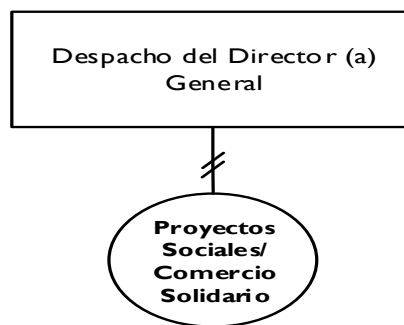 Despacho del Director (a)
General
Proyectos
Sociales/
Comercio
Solidario